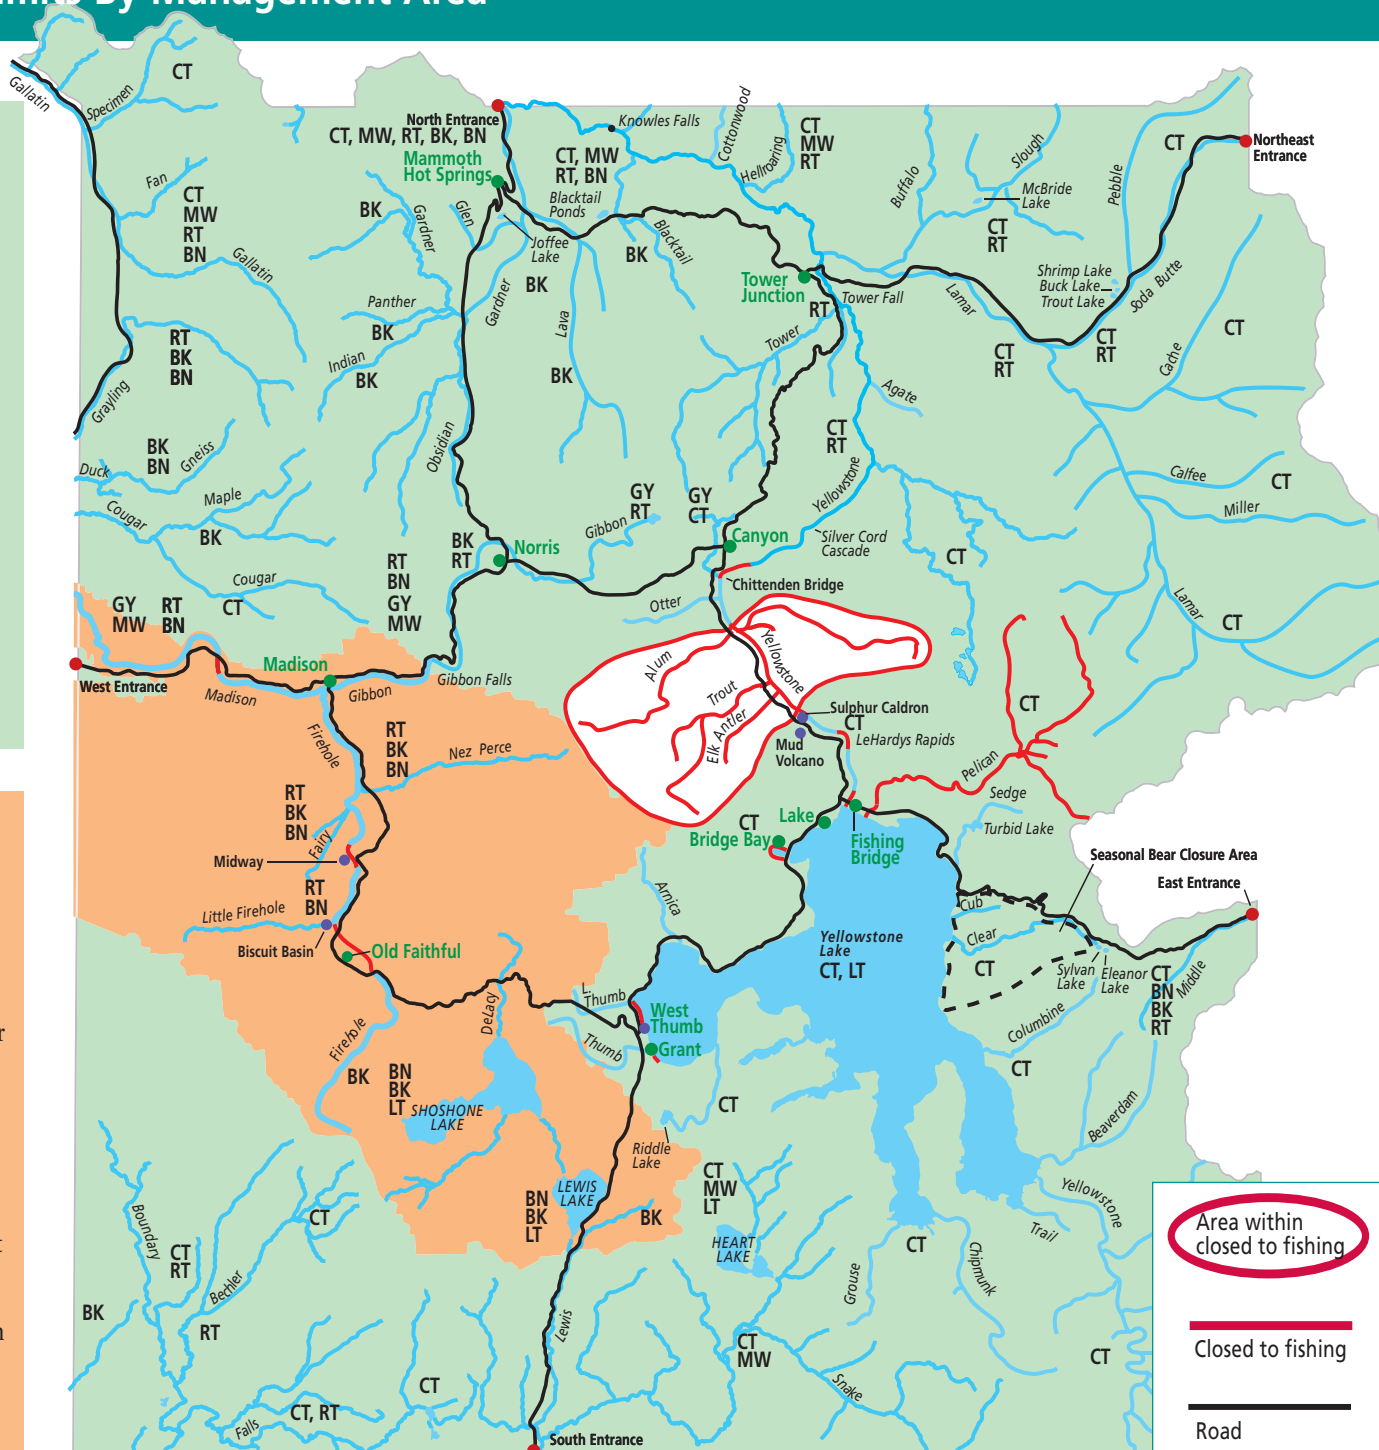 By Management Area
Gallatin
Specimen
CT
North Entrance
CT, MW, RT, BK, BN
Mammoth
Hot Springs
Knowles Falls
CT, MW
RT, BN
Blacktail
Ponds
Cottonwood
Hellroaring
CT
MW
RT
Buffalo
Slough
McBride
Lake
Pebble
CT
Northeast
Entrance
Fan
CT
MW
RT
BN
Gallatin
BK
Gardner
Glen
Joffee
Lake
BK
Gardner
BK
Blacktail
CT
RT
Shrimp Lake
Buck Lake
Trout Lake
Soda Butte
Tower
Junction
RT
Tower Fall
Lamar
Panther
BK
Indian
BK
Lava
BK
Tower
RT
BK
BN
Grayling
CT
RT
CT
RT
Cache
CT
Agate
CT
RT
BK
BN
Gneiss
Duck
Obsidian
Maple
Cougar
BK
Cougar
CT
GY
RT
Gibbon
GY
CT
Yellowstone
Calfee
CT
Miller
BK
RT
Norris
Canyon
Silver Cord
Cascade
CT
Chittenden Bridge
Otter
RT
BN
GY
MW
GY
MW
RT
BN
Lamar
CT
West Entrance
Madison
Madison
Gibbon
Gibbon Falls
Alum
Yellowstone
Trout
Elk Antler
Sulphur Caldron
CT
Mud
Volcano
LeHardys Rapids
CT
Pelican
Firehole
RT
BK
BN
Nez Perce
RT
BK
BN
Fairy
Midway
Sedge
Turbid Lake
CT
Lake
Bridge Bay
Fishing
Bridge
Seasonal Bear Closure Area
East Entrance
RT
BN
Little Firehole
Biscuit Basin
Old Faithful
Arnica
Yellowstone
Lake
CT, LT
Cub
Clear
CT
Sylvan
Lake
Eleanor
Lake
CT
BN
BK
RT
Middle
Columbine
CT
L.
Thumb
West
Thumb
Thumb
Grant
DeLacy
Firehole
BK
BN
BK
LT
SHOSHONE
LAKE
CT
Riddle
Lake
Beaverdam
Yellowstone
Trail
LEWIS
LAKE
BN
BK
LT
BK
CT
MW
LT
HEART
LAKE
CT
Grouse
Chipmunk
Boundary
CT
RT
CT
Bechler
BK
RT
Lewis
CT
MW
Snake
CT
CT
CT, RT
Falls
South Entrance
Area within
closed to fishing
Closed to fishing
Road